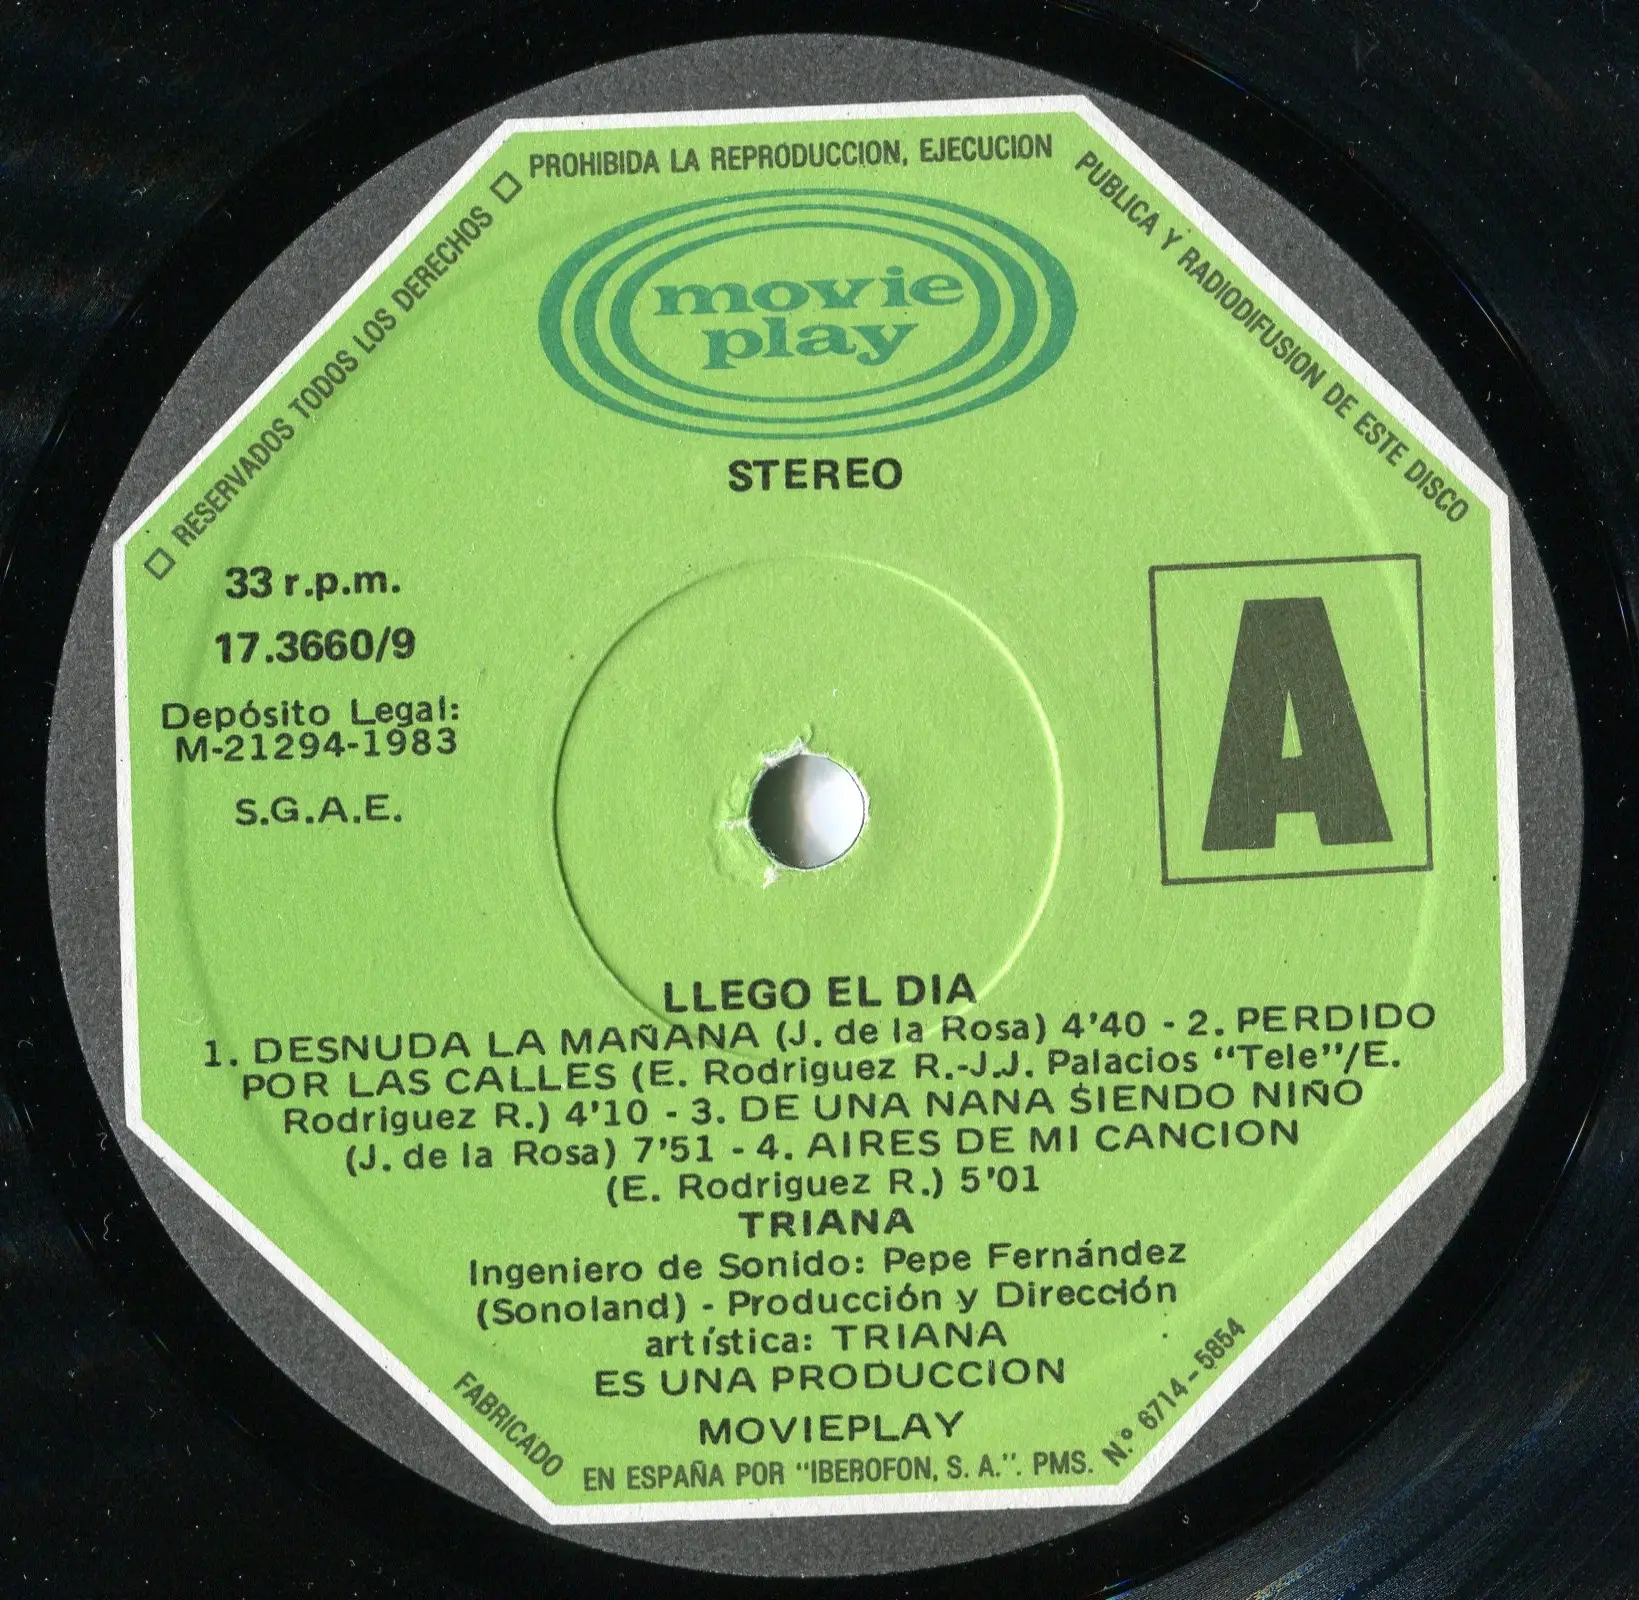 □ RESERVADOS TODOS LOS DERECHOS □ PROHIBIDA LA REPRODUCCION, EJECUCION PUBLICA Y RADIODIFUSION DE ESTE DISCO
movie
play
STEREO
33 r.p.m.
17.3660/9
Depósito Legal:
M-21294-1983
S.G.A.E.
A
LLEGO EL DIA
1. DESNUDA LA MAÑANA (J. de la Rosa) 4'40 - 2. PERDIDO
POR LAS CALLES (E. Rodriguez R.-J.J. Palacios "Tele"/E.
Rodriguez R.) 4'10 - 3. DE UNA NANA SIENDO NIÑO
(J. de la Rosa) 7'51 - 4. AIRES DE MI CANCION
(E. Rodriguez R.) 5'01
TRIANA
Ingeniero de Sonido: Pepe Fernández
(Sonoland) - Producción y Dirección
artística: TRIANA
ES UNA PRODUCCION
MOVIEPLAY
FABRICADO EN ESPAÑA POR "IBEROFON, S. A.". PMS. N.° 6714-5854